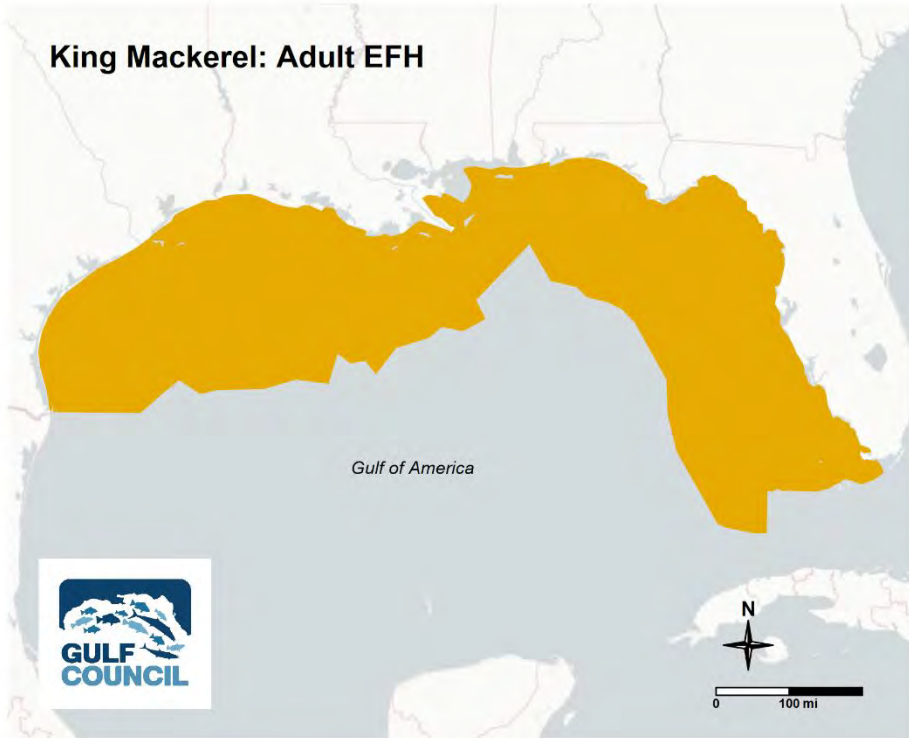 King Mackerel: Adult EFH
Gulf of America
GULF
COUNCIL
N
0 100 mi